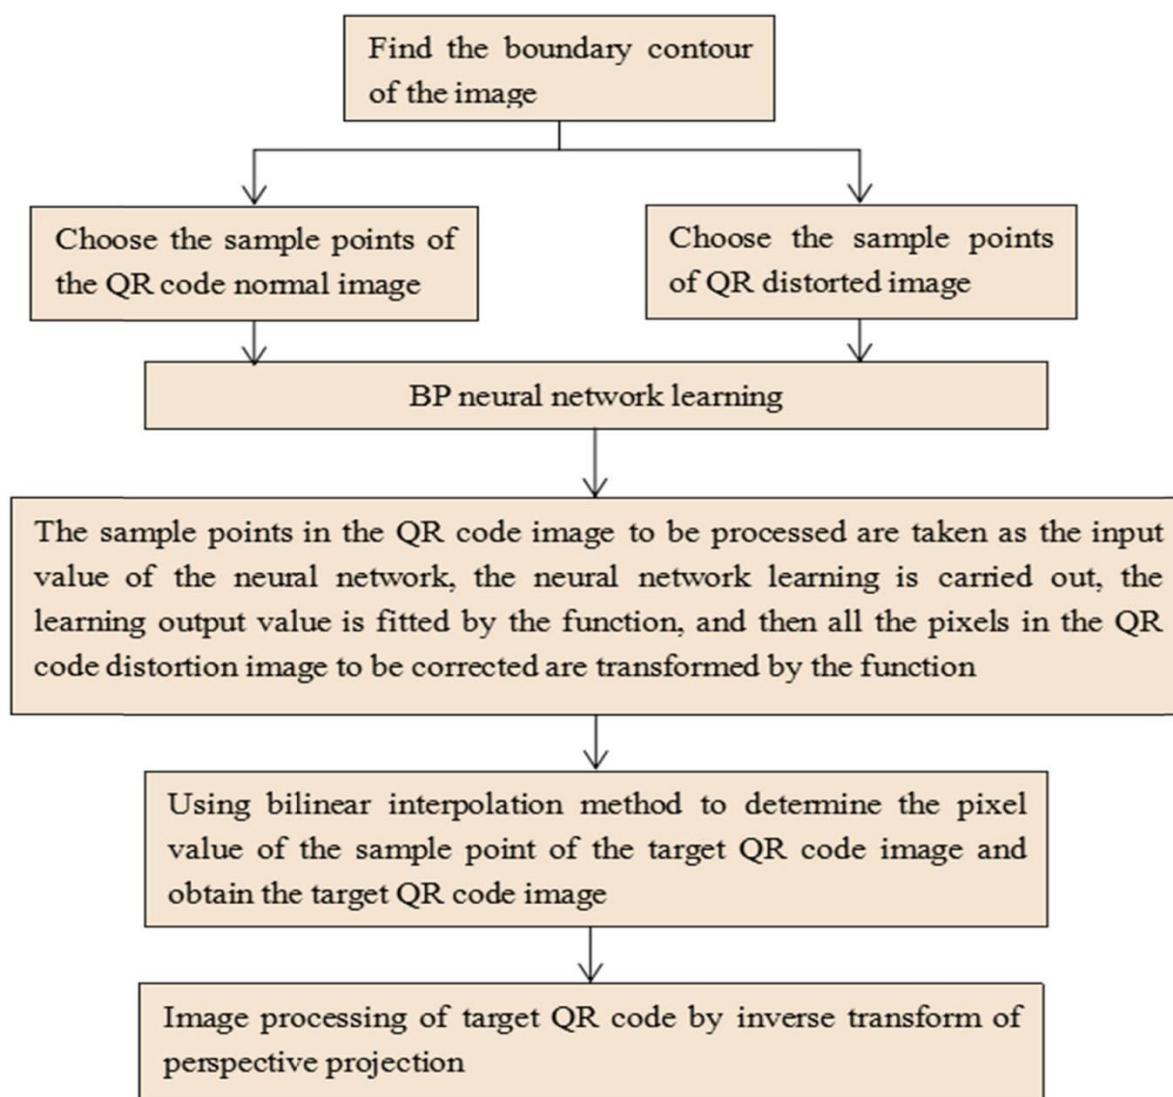 Find the boundary contour
of the image
Choose the sample points of
the QR code normal image
Choose the sample points
of QR distorted image
BP neural network learning
The sample points in the QR code image to be processed are taken as the input
value of the neural network, the neural network learning is carried out, the
learning output value is fitted by the function, and then all the pixels in the QR
code distortion image to be corrected are transformed by the function
Using bilinear interpolation method to determine the pixel
value of the sample point of the target QR code image and
obtain the target QR code image
Image processing of target QR code by inverse transform of
perspective projection